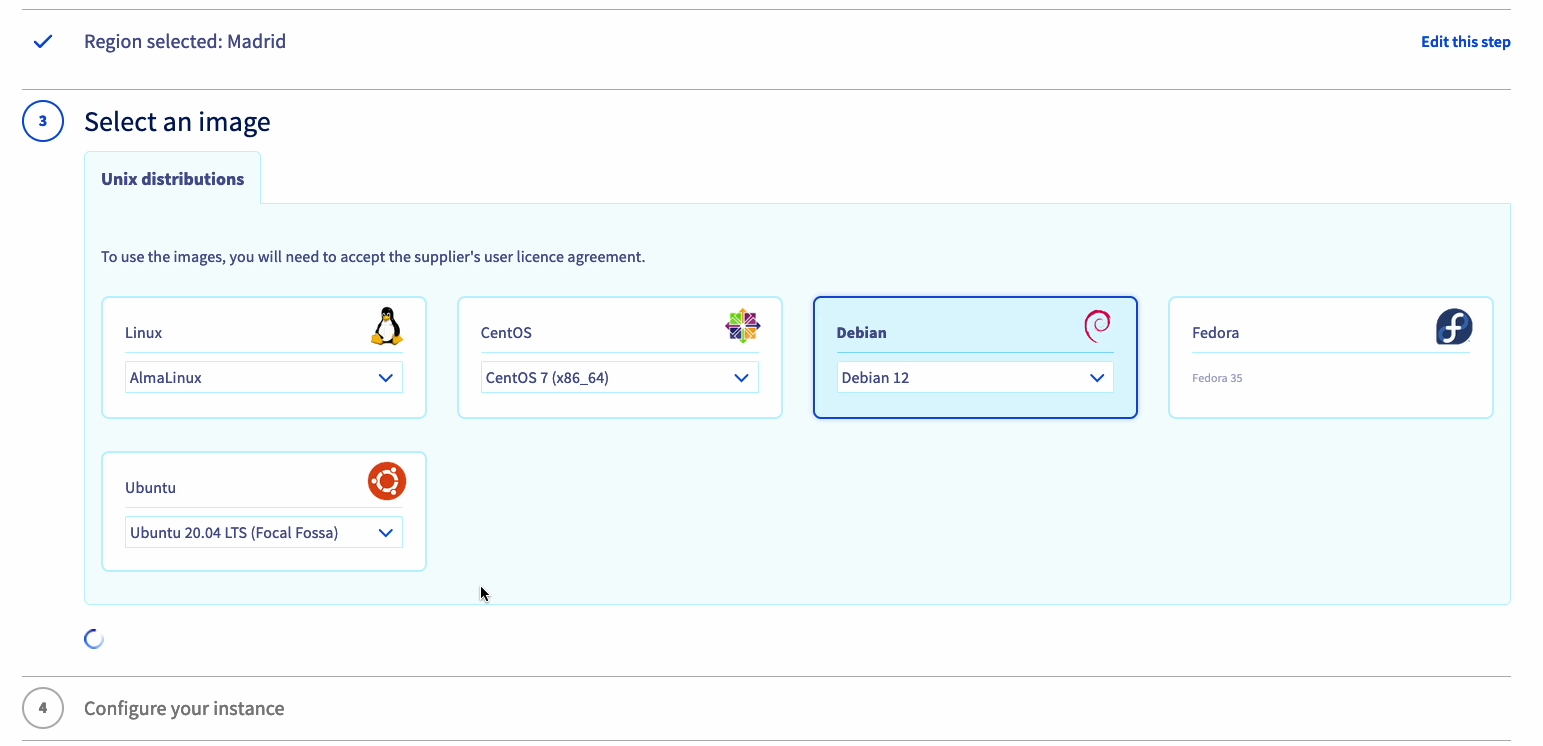 Region selected: Madrid
Edit this step
3
Select an image
Unix distributions
To use the images, you will need to accept the supplier's user licence agreement.
Linux
CentOS
Debian
Fedora
AlmaLinux
CentOS 7 (x86_64)
Debian 12
Fedora 35
Ubuntu
Ubuntu 20.04 LTS (Focal Fossa)
4
Configure your instance